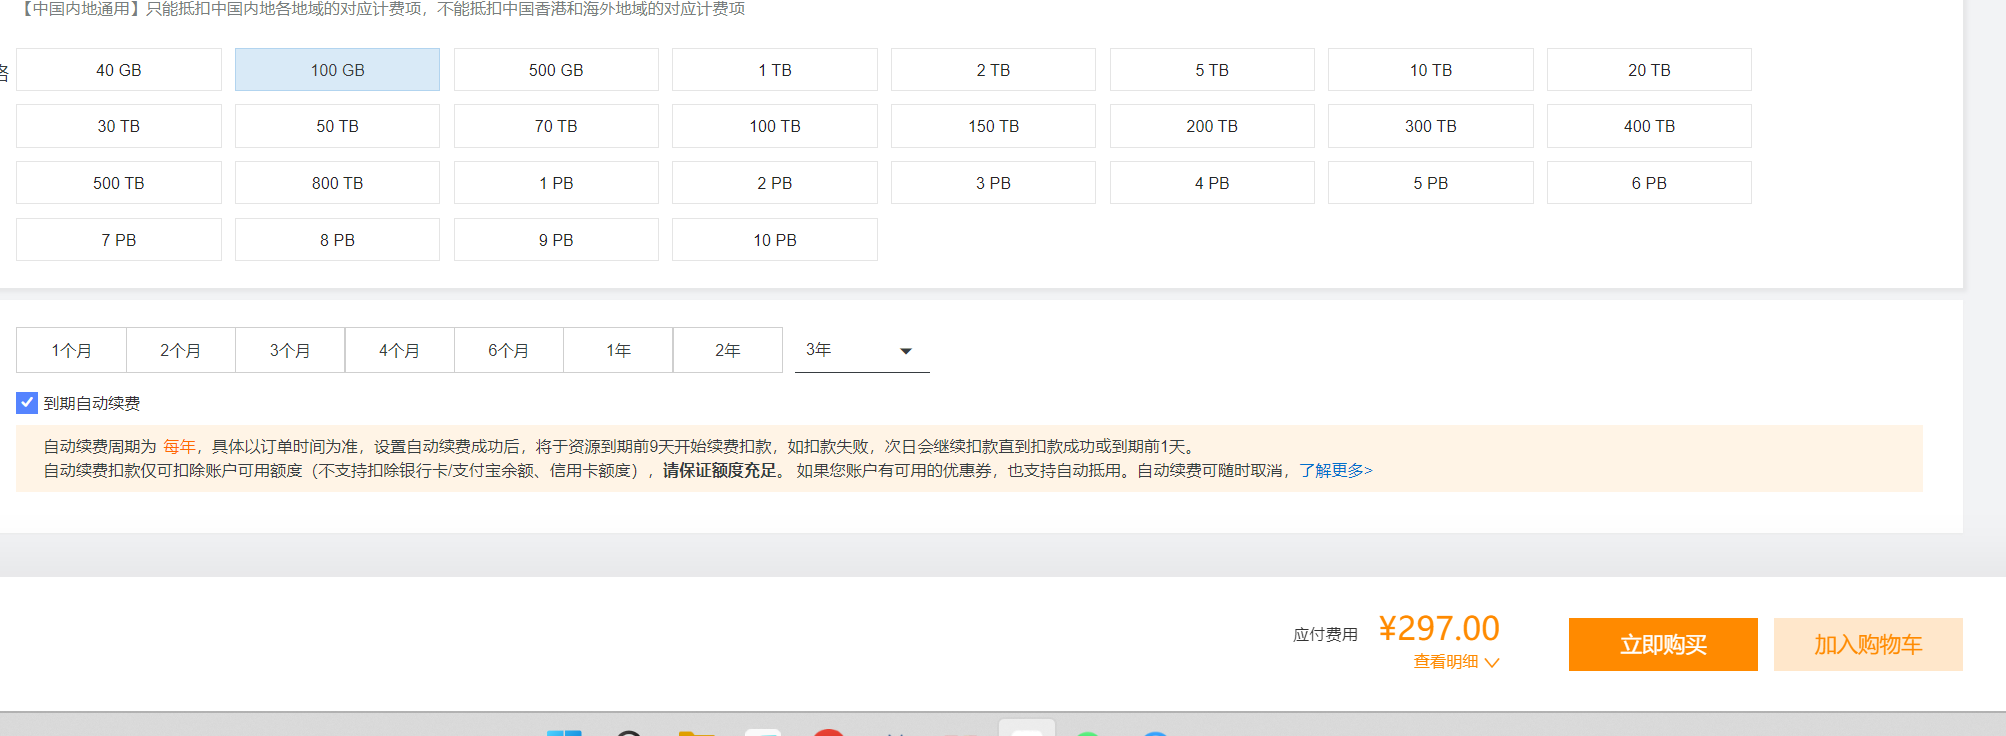 【中国内地通用】只能抵扣中国内地各地域的对应计费项，不能抵扣中国香港和海外地域的对应计费项
40 GB 100 GB 500 GB 1 TB 2 TB 5 TB 10 TB 20 TB
30 TB 50 TB 70 TB 100 TB 150 TB 200 TB 300 TB 400 TB
500 TB 800 TB 1 PB 2 PB 3 PB 4 PB 5 PB 6 PB
7 PB 8 PB 9 PB 10 PB
1个月 2个月 3个月 4个月 6个月 1年 2年 3年
到期自动续费
自动续费周期为 每年，具体以订单时间为准，设置自动续费成功后，将于资源到期前9天开始续费扣款，如扣款失败，次日会继续扣款直到扣款成功或到期前1天。
自动续费扣款仅可扣除账户可用额度（不支持扣除银行卡/支付宝余额、信用卡额度），请保证额度充足。 如果您账户有可用的优惠券，也支持自动抵用。自动续费可随时取消，了解更多>
应付费用 ¥297.00
查看明细
立即购买 加入购物车